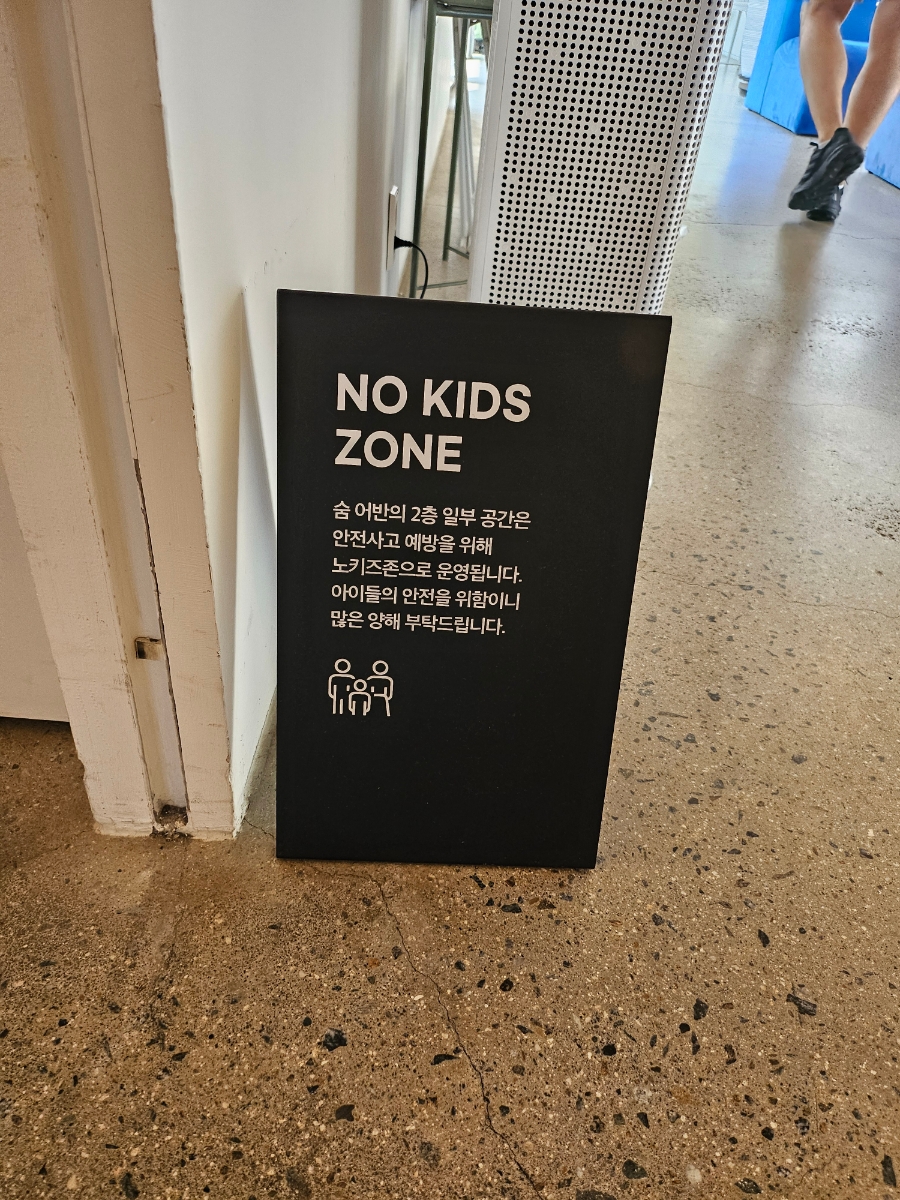 NO KIDS
ZONE
숨 어반의 2층 일부 공간은
안전사고 예방을 위해
노키즈존으로 운영됩니다.
아이들의 안전을 위함이니
많은 양해 부탁드립니다.